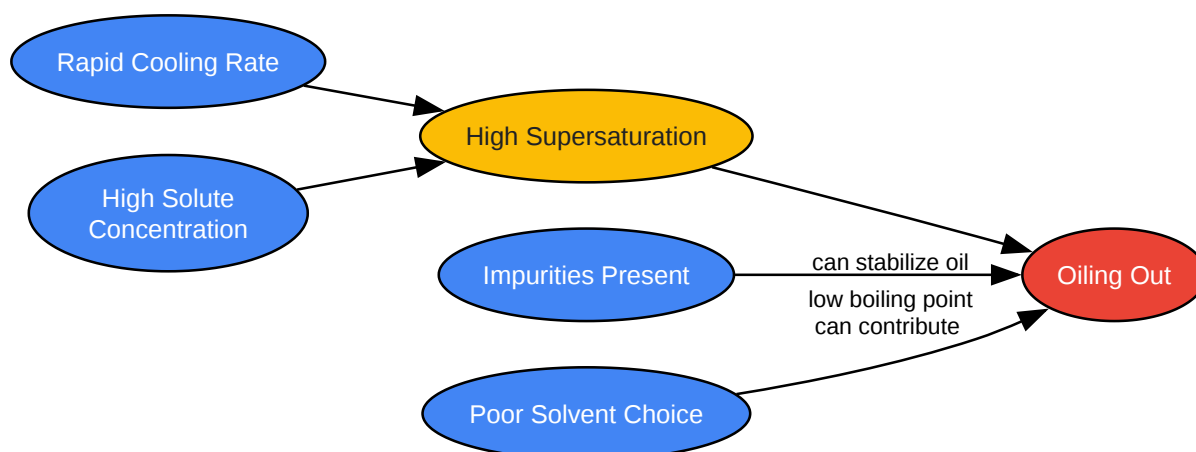 Rapid Cooling Rate
High Supersaturation
High Solute
Concentration
Impurities Present
can stabilize oil
Oiling Out
low boiling point
can contribute
Poor Solvent Choice